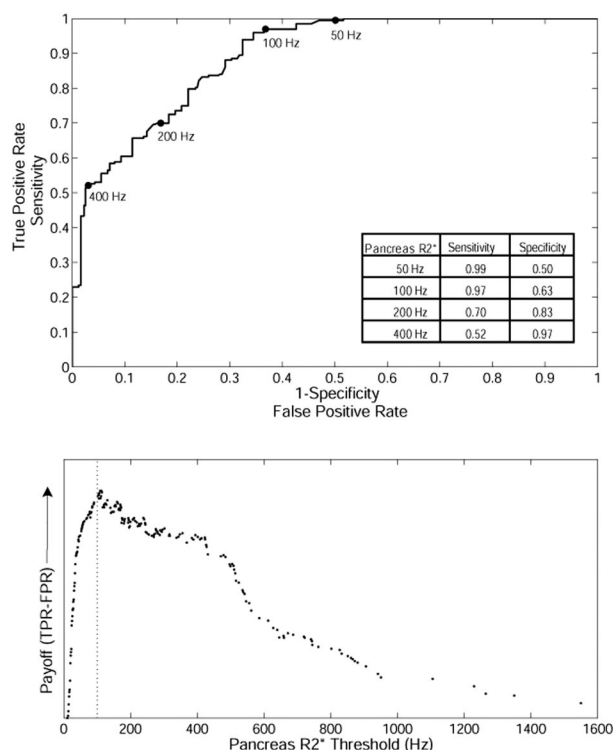 1
0.9
0.8
0.7
0.6
0.5
0.4
0.3
0.2
0.1
0
True Positive Rate
Sensitivity
50 Hz
100 Hz
200 Hz
400 Hz
Pancreas R2* Sensitivity Specificity
50 Hz 0.99 0.50
100 Hz 0.97 0.63
200 Hz 0.70 0.83
400 Hz 0.52 0.97
0 0.1 0.2 0.3 0.4 0.5 0.6 0.7 0.8 0.9 1
1-Specificity
False Positive Rate
Payoff (TPR-FPR)
0 200 400 600 800 1000 1200 1400 1600
Pancreas R2* Threshold (Hz)